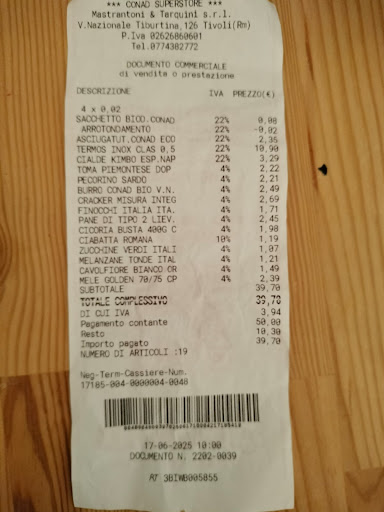 *** CONAD SUPERSTORE ***
Mastrantoni & Terquini s.r.l.
V.Nazionale Tiburtina,126 Tivoli(Rm)
P.Iva 02626860601
Tel.0774382772
DOCUMENTO COMMERCIALE
di vendita o prestazione
DESCRIZIONE IVA PREZZO(€)
4 x 0,02
SACCHETTO BIOD.CONAD 22% 0,08
ARROTONDAMENTO -0,02
ASCIUGATUT.CONAD ECO 22% 2,35
TERMOS INOX CLAS 0,5 22% 10,90
CIALDE KIMBO ESP.NAP 22% 3,29
TOMA PIEMONTESE DOP 4% 2,22
PECORINO SARDO 4% 2,21
BURRO CONAD BIO V.N. 4% 2,49
CRACKER MISURA INTEG 4% 2,69
FINOCCHI ITALIA ITA. 4% 1,71
PANE DI TIPO 2 LIEV. 4% 2,45
CICORIA BUSTA 400G C 4% 1,98
CIABATTA ROMANA 10% 1,19
ZUCCHINE VERDI ITALI 4% 1,07
MELANZANE TONDE ITAL 4% 1,21
CAVOLFIORE BIANCO CR 4% 1,49
MELE GOLDEN 70/75 CP 4% 2,39
SUBTOTALE 39,70
TOTALE COMPLESSIVO 39,70
DI CUI IVA 3,94
Pagamento contante 50,00
Resto 10,30
Importo pagato 39,70
NUMERO DI ARTICOLI :19
Neg-Term-Cassiere-Num.
17185-004-0000004-0048
17-06-2025 10:00
DOCUMENTO N. 2202-0039
RT 3BIWB005855